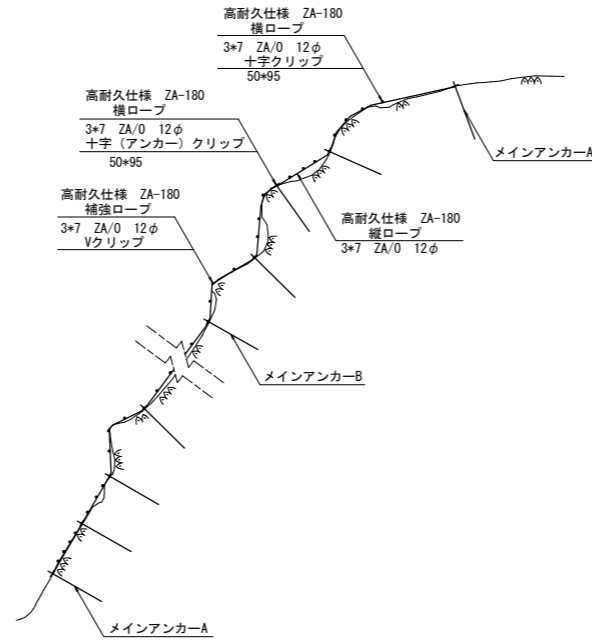 高耐久仕様 ZA-180
横ロープ
3*7 ZA/0 12φ
十字クリップ
50*95
高耐久仕様 ZA-180
横ロープ
3*7 ZA/0 12φ
十字（アンカー）クリップ
50*95
メインアンカーA
高耐久仕様 ZA-180
補強ロープ
3*7 ZA/0 12φ
Vクリップ
高耐久仕様 ZA-180
縦ロープ
3*7 ZA/0 12φ
メインアンカーB
メインアンカーA